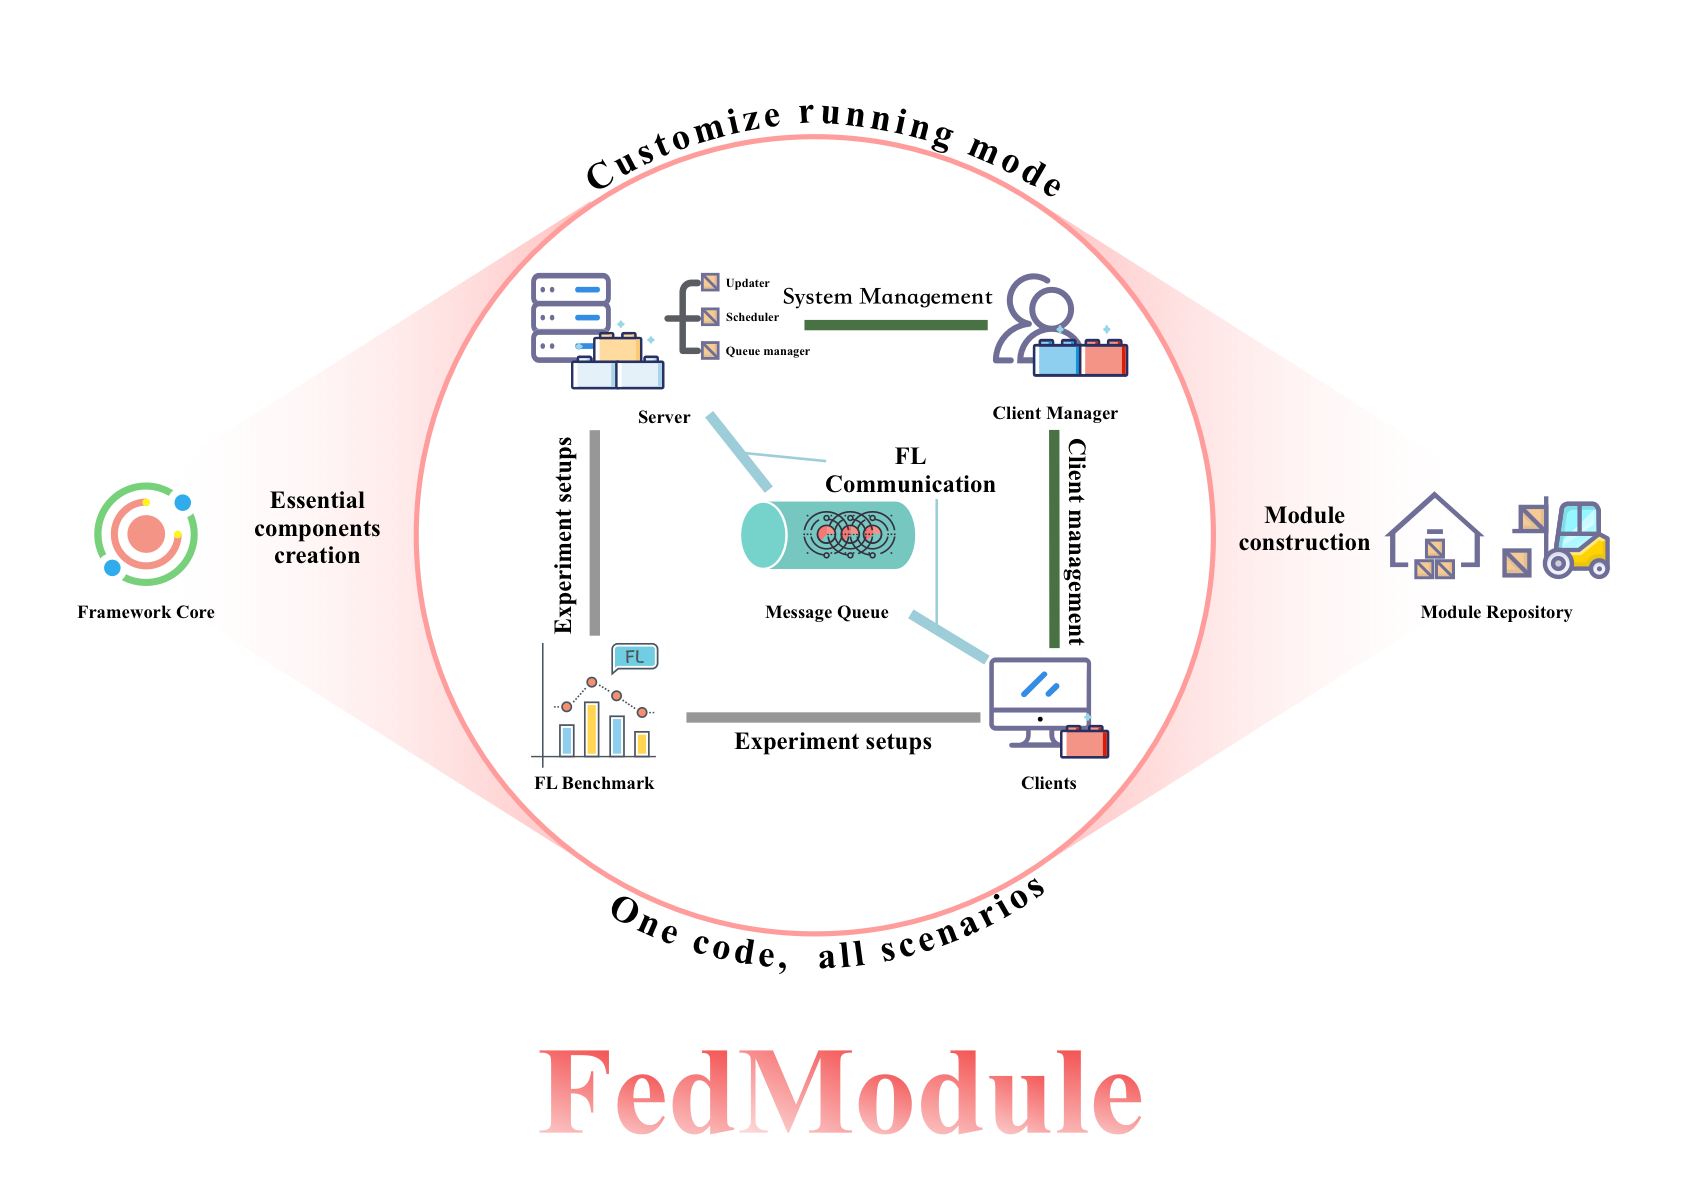 Customize running mode
Updater
System Management
Scheduler
Queue manager
Server
Client Manager
Experiment setups
FL
Communication
Client management
Essential
components
creation
Framework Core
Module
construction
Module Repository
Message Queue
FL
Experiment setups
FL Benchmark
Clients
One code, all scenarios
FedModule